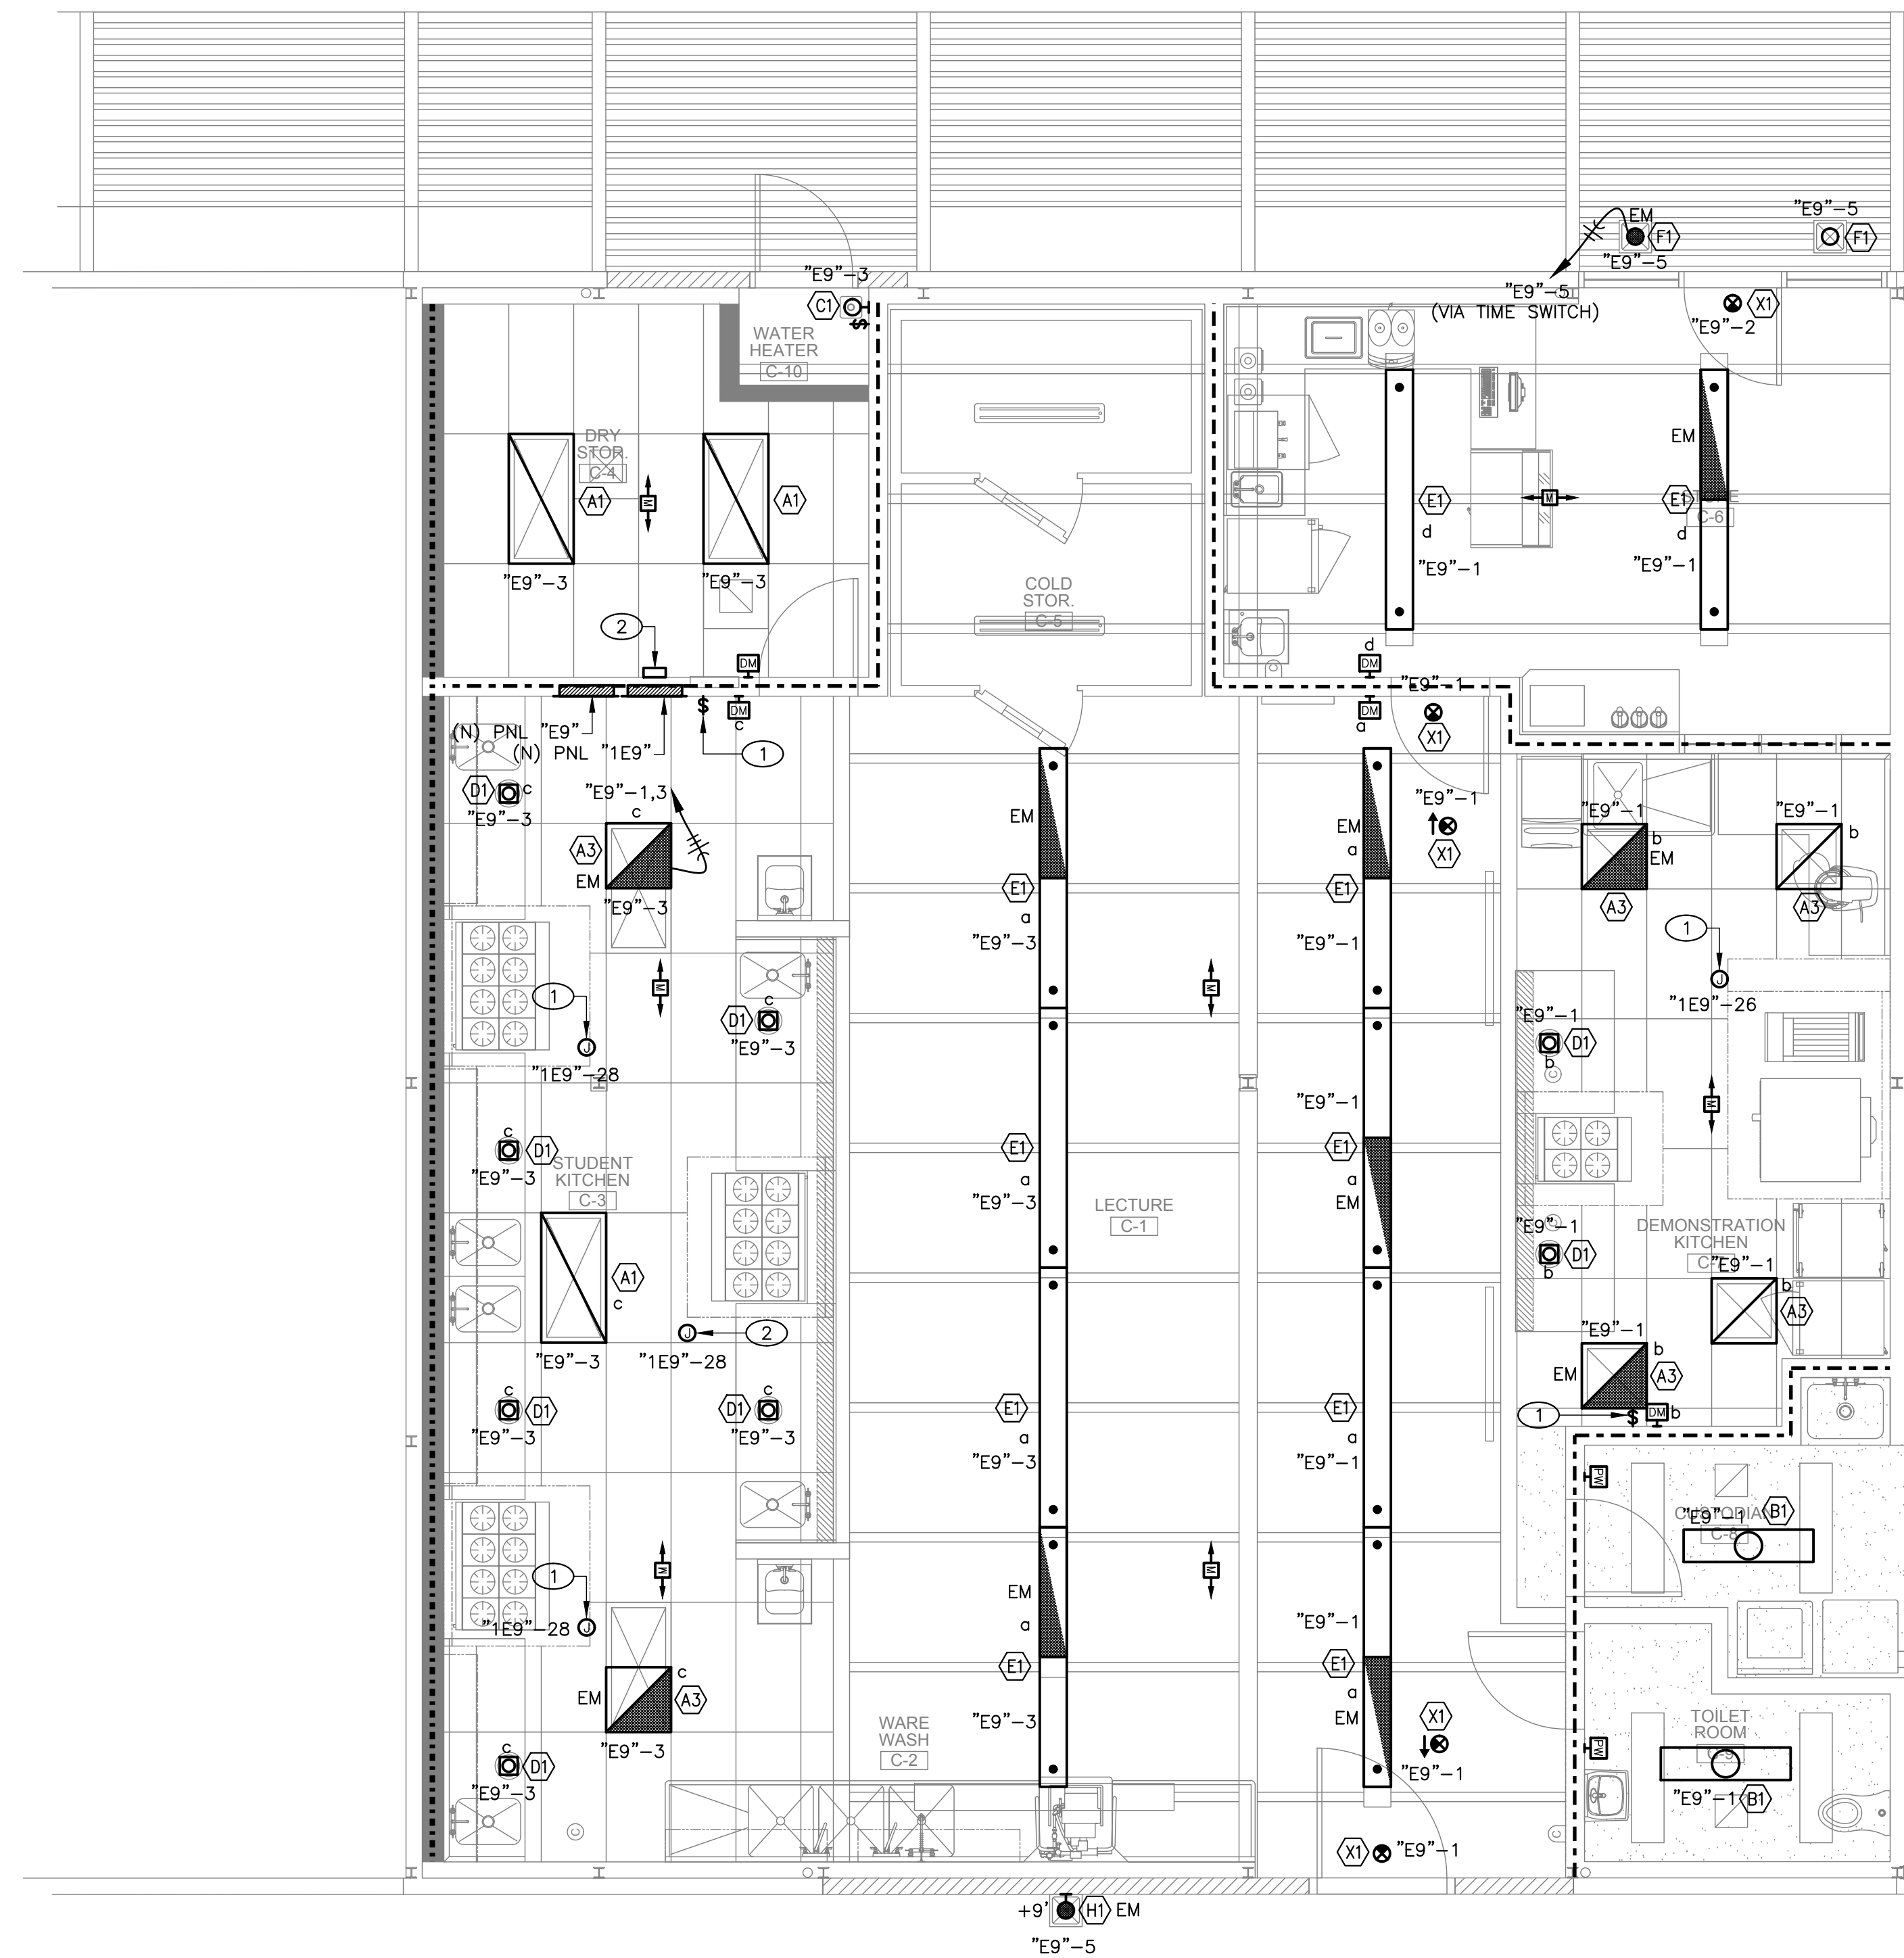 EM
F1
"E9"-5
"E9"-5
F1
"E9"-5
(VIA TIME SWITCH)
X1
"E9"-2
"E9"-3
C1
$
WATER
HEATER
C-10
DRY
STOR.
C-4
A1
M
A1
"E9"-3
"E9"-3
2
DM
COLD
STOR.
C-5
E1
d
"E9"-1
M
EM
E1
C-6
d
"E9"-1
d
DM
DM
a
"E9"-1
X1
(N) PNL "E9"
(N) PNL "1E9"
$
DM
c
1
D1
c
"E9"-3
"E9"-1,3
c
A3
EM
"E9"-3
EM
E1
a
"E9"-3
EM
a
E1
"E9"-1
"E9"-1
X1
"E9"-1
b
EM
A3
"E9"-1
b
A3
1
J
"1E9"-26
1
J
"1E9"-28
M
c
D1
"E9"-3
M
"E9"-1
D1
b
C
M
c
D1
"E9"-3
STUDENT
KITCHEN
C-3
E1
a
"E9"-3
"E9"-1
E1
a
EM
LECTURE
C-1
"E9"-1
C
D1
b
DEMONSTRATION
KITCHEN
"E9"-1
b
A3
A1
c
"E9"-3
J
2
"1E9"-28
"E9"-1
b
EM
A3
1
$
DM
b
c
D1
"E9"-3
c
D1
"E9"-3
E1
a
"E9"-3
E1
a
"E9"-1
PW
CUSTODIAN
"E9"-1
B1
C-8
1
"1E9"-28
J
M
M
EM
a
E1
"E9"-3
"E9"-1
E1
a
EM
EM
c
A3
"E9"-3
c
D1
"E9"-3
C
WARE
WASH
C-2
X1
"E9"-1
PW
TOILET
ROOM
"E9"-1
B1
C
X1
"E9"-1
+9'
H1
EM
"E9"-5